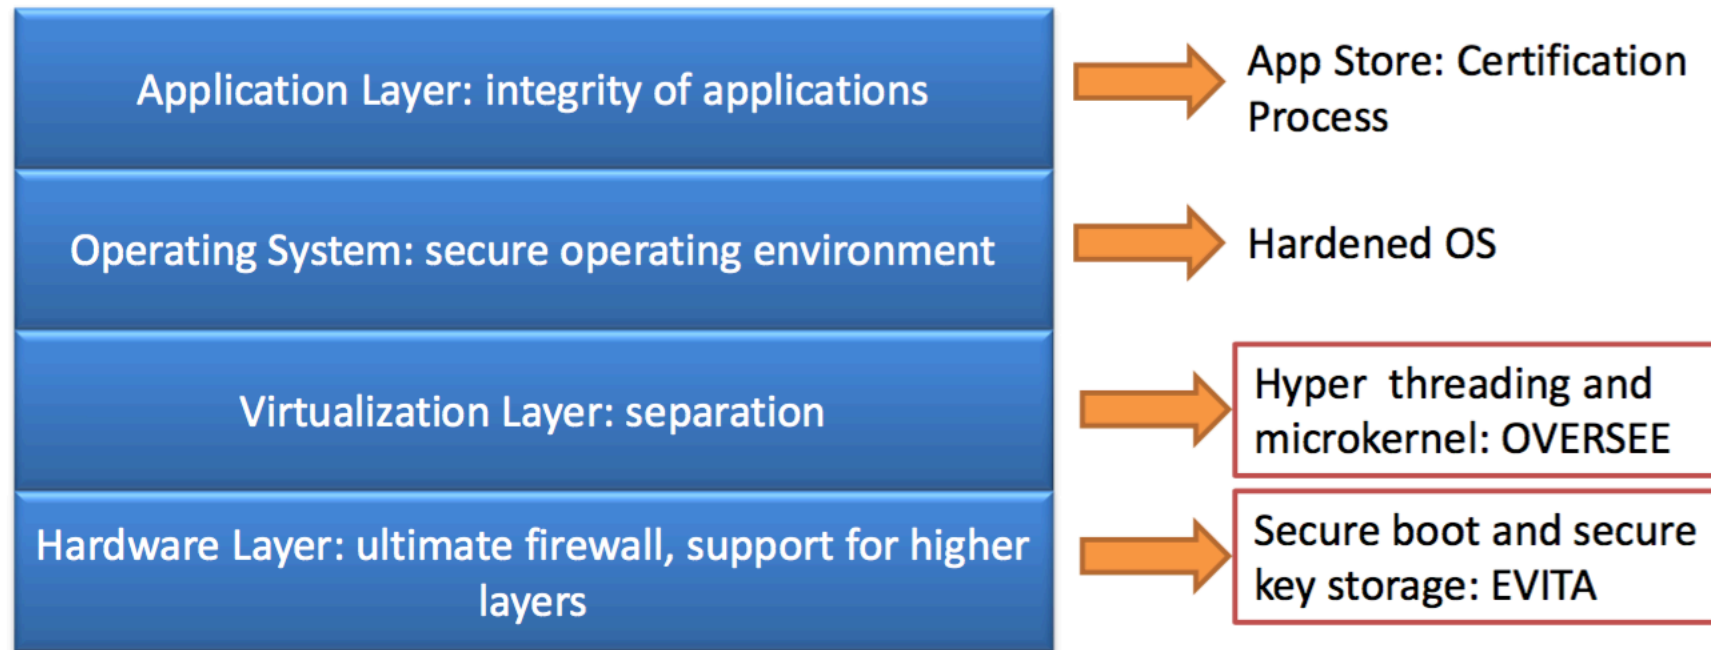 Application Layer: integrity of applications
App Store: Certification
Process
Operating System: secure operating environment
Hardened OS
Virtualization Layer: separation
Hyper  threading and
microkernel: OVERSEE
Hardware Layer: ultimate firewall, support for higher
layers
Secure boot and secure
key storage: EVITA